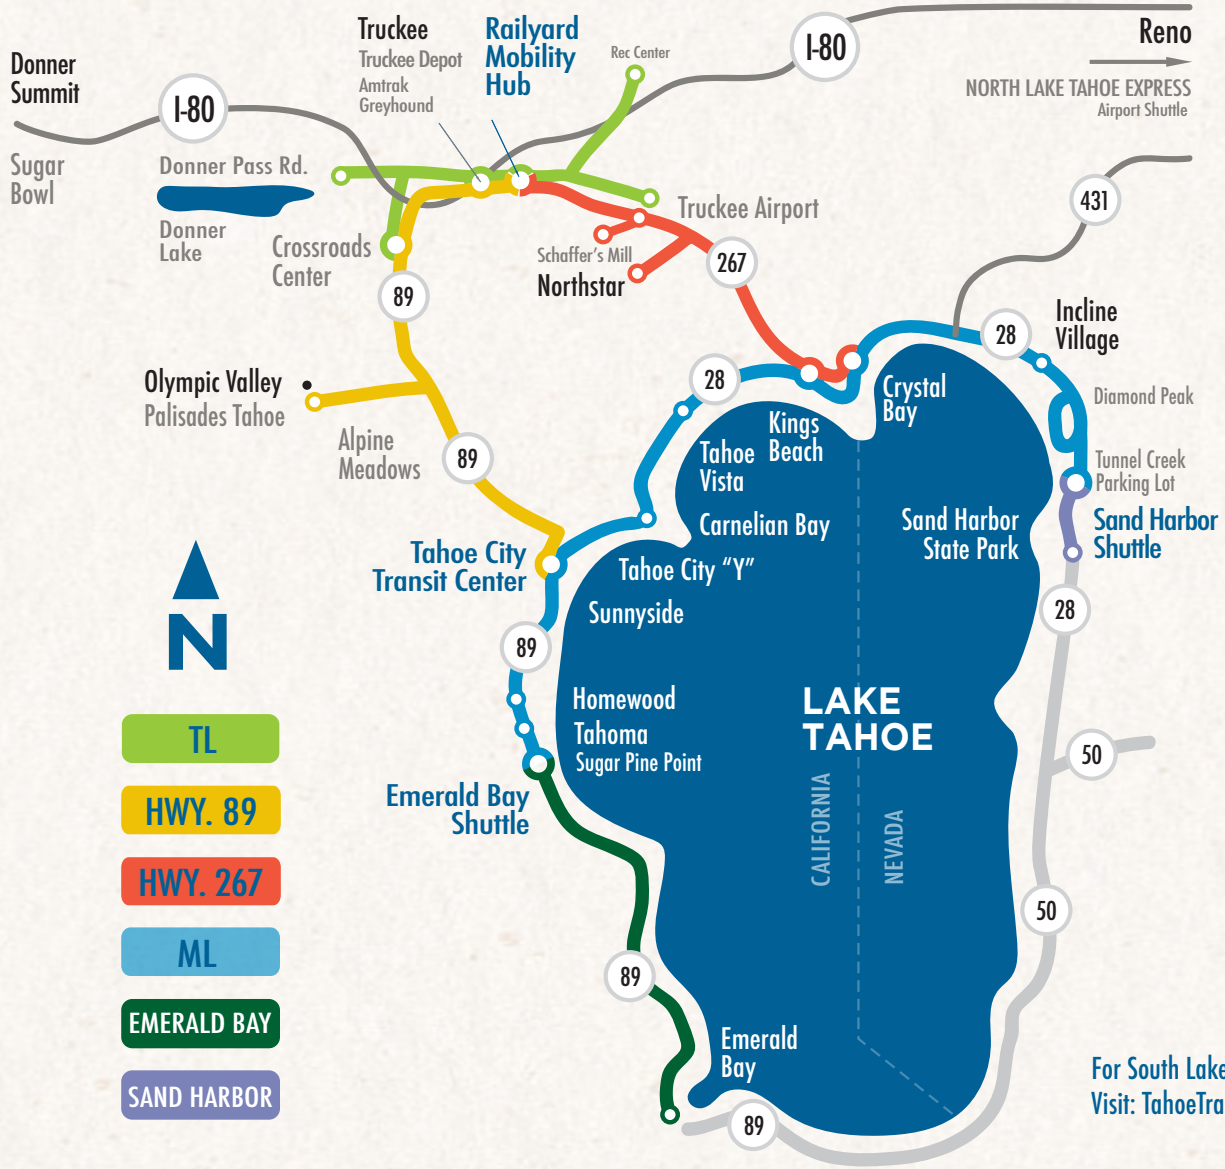 Donner
Summit
I-80
Truckee
Truckee Depot
Amtrak
Greyhound
Railyard
Mobility
Hub
Rec Center
I-80
Reno
NORTH LAKE TAHOE EXPRESS
Airport Shuttle
Sugar
Bowl
Donner Pass Rd.
Donner
Lake
Crossroads
Center
89
Truckee Airport
Schaffer's Mill
Northstar
267
431
Olympic Valley
Palisades Tahoe
Alpine
Meadows
89
28
Kings
Beach
Crystal
Bay
28
Incline
Village
Diamond Peak
Tunnel Creek
Parking Lot
Tahoe
Vista
Carnelian Bay
Sand Harbor
State Park
Sand Harbor
Shuttle
Tahoe City
Transit Center
Tahoe City “Y”
Sunnyside
28
N
89
Homewood
Tahoma
Sugar Pine Point
LAKE
TAHOE
CALIFORNIA
NEVADA
50
Emerald Bay
Shuttle
50
89
Emerald
Bay
89
TL
HWY. 89
HWY. 267
ML
EMERALD BAY
SAND HARBOR
For South Lake
Visit: TahoeTra